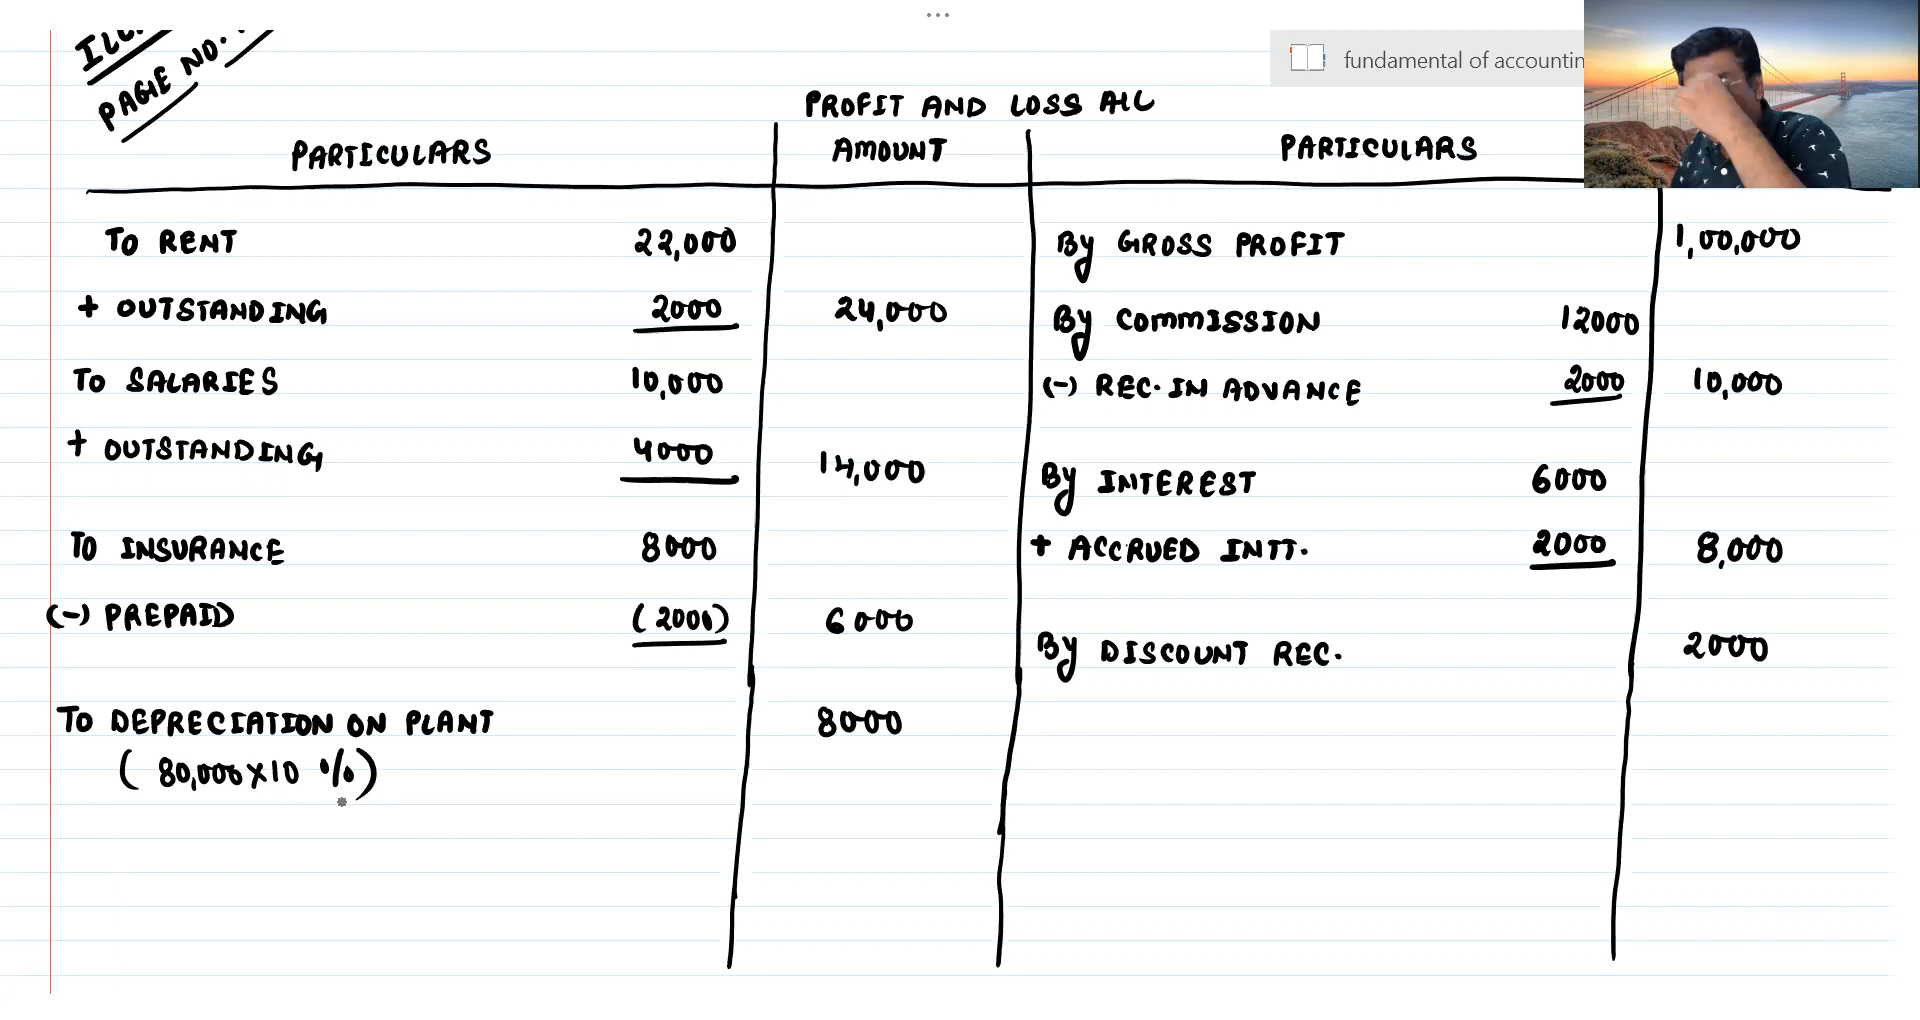 PAGE NO.
fundamental of accountin
PROFIT AND LOSS A/C
PARTICULARS AMOUNT PARTICULARS
TO RENT 22,000 By GROSS PROFIT 1,00,000
+ OUTSTANDING 2000 24,000 By COMMISSION 12000
TO SALARIES 10,000 (-) REC. IN ADVANCE 2000 10,000
+ OUTSTANDING 4000 14,000 By INTEREST 6000
TO INSURANCE 8000 + ACCRUED INTT. 2000 8,000
(-) PREPAID (2000) 6000 By DISCOUNT REC. 2000
TO DEPRECIATION ON PLANT 8000
( 80,000 X 10 %)